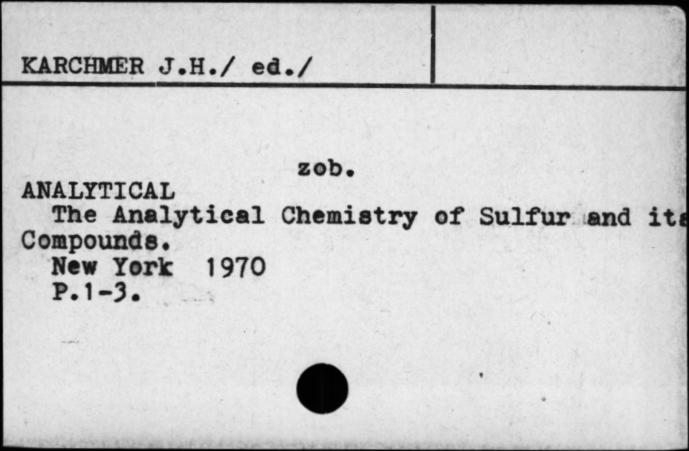 KARCHMER J.H./ ed./
zob.
ANALYTICAL
The Analytical Chemistry of Sulfur and its
Compounds.
New York 1970
P.1-3.